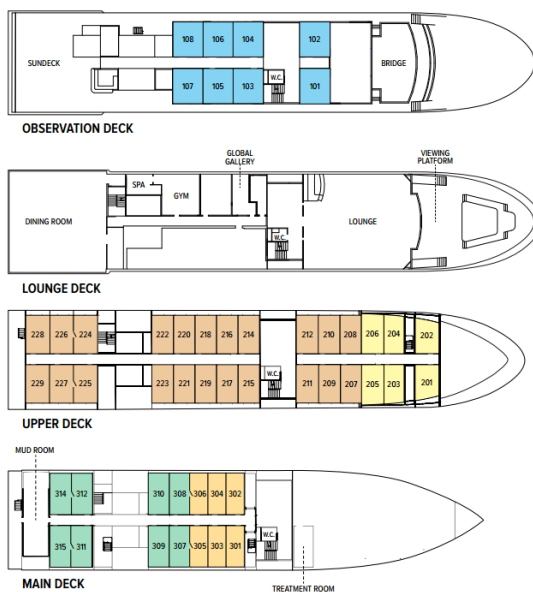 108 106 104 102
SUNDECK
W.C.
BRIDGE
107 105 103 101
OBSERVATION DECK
GLOBAL
GALLERY
VIEWING
PLATFORM
SPA
GYM
DINING ROOM
LOUNGE
W.C.
LOUNGE DECK
228 226 224 222 220 218 216 214 212 210 208 206 204 202
W.C.
229 227 225 223 221 219 217 215 211 209 207 205 203 201
UPPER DECK
MUD ROOM
314 312 310 308 306 304 302
W.C.
315 311 309 307 305 303 301
MAIN DECK
TREATMENT ROOM